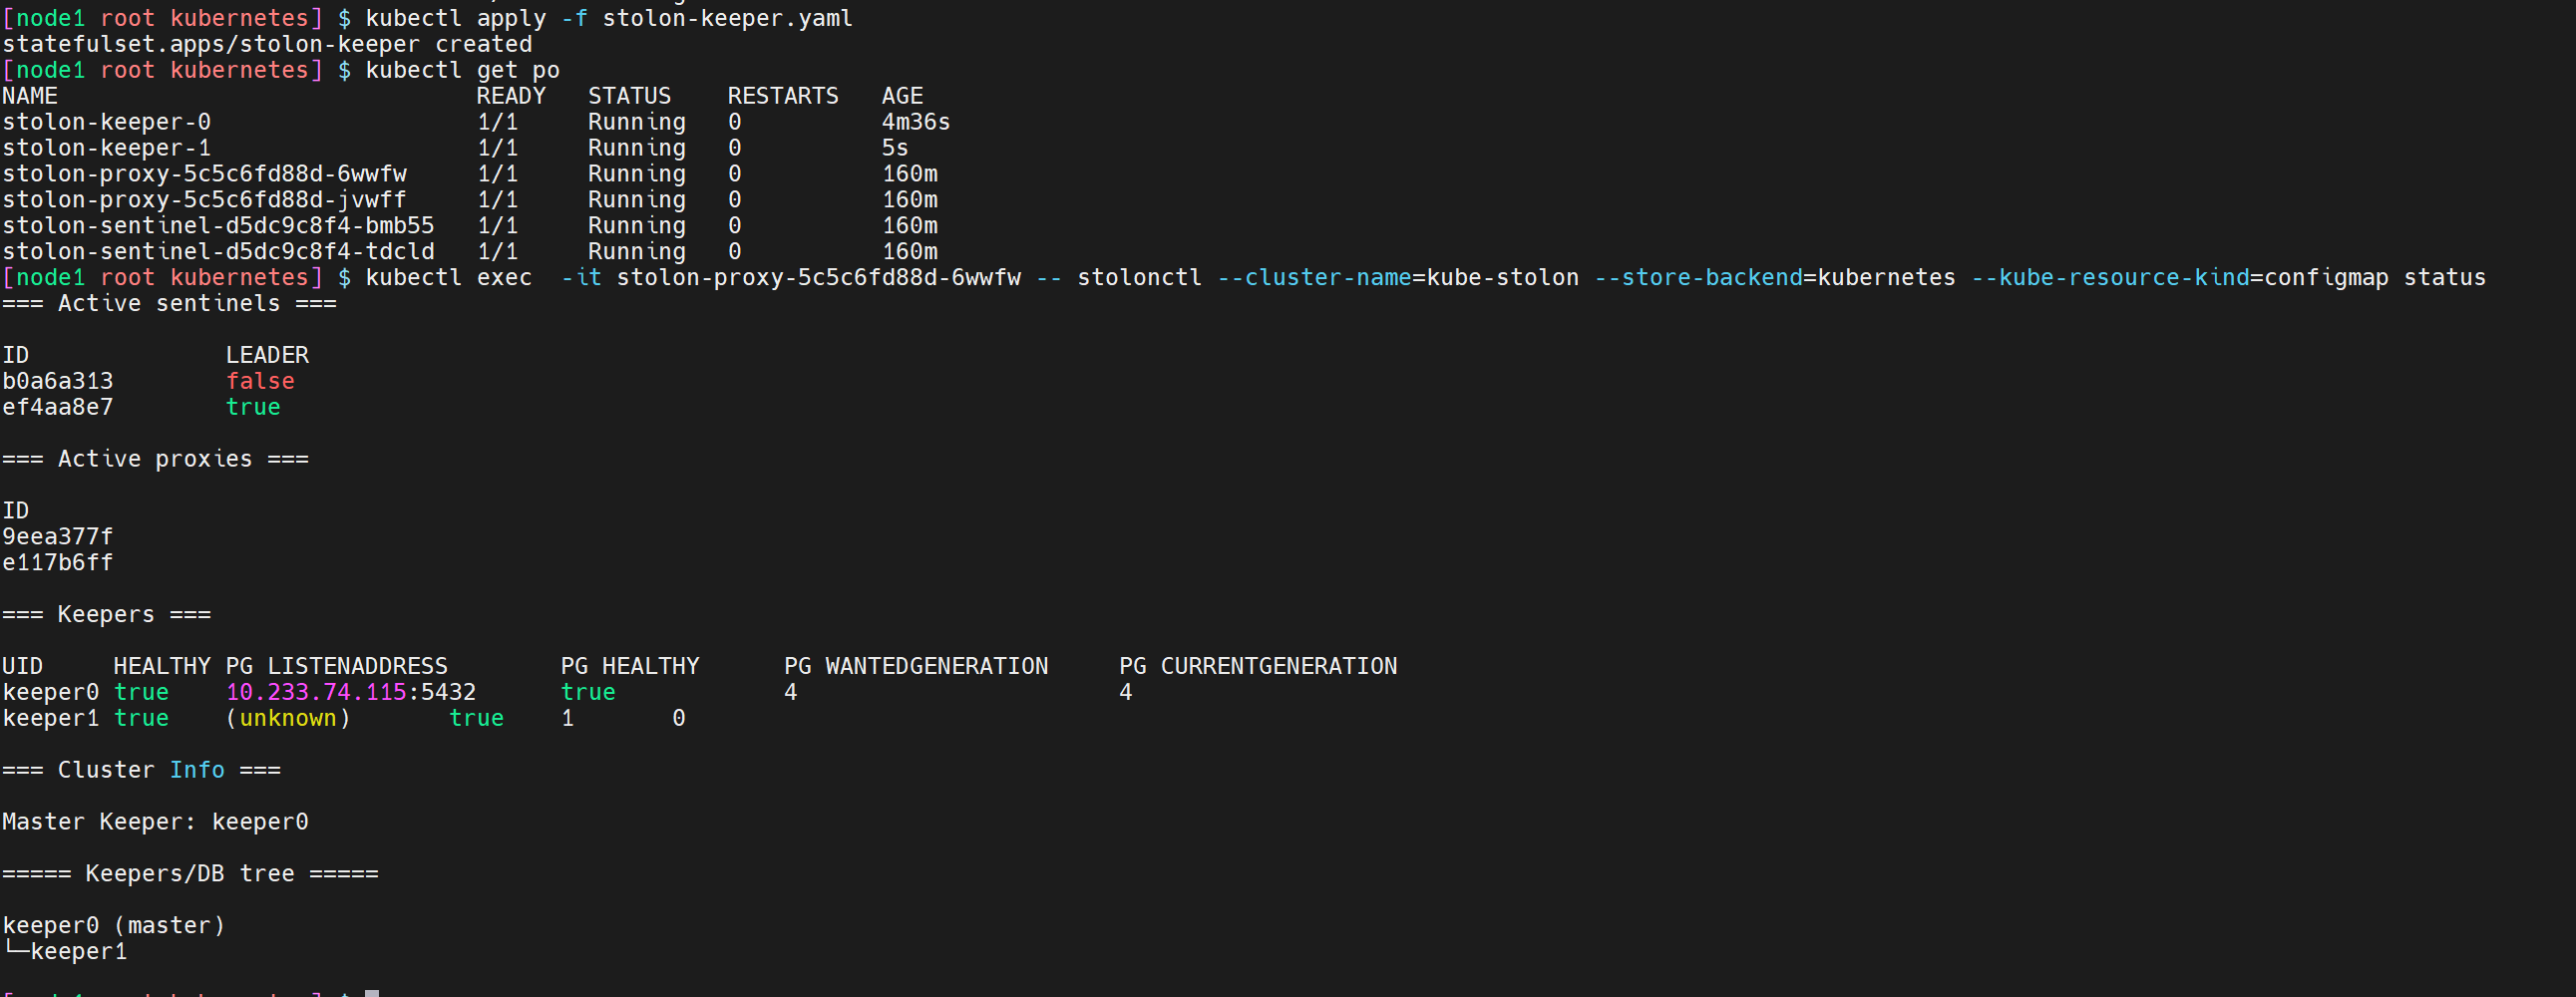 [node1 root kubernetes] $ kubectl apply -f stolon-keeper.yaml
statefulset.apps/stolon-keeper created
[node1 root kubernetes] $ kubectl get po
NAME                              READY   STATUS    RESTARTS   AGE
stolon-keeper-0                   1/1     Running   0          4m36s
stolon-keeper-1                   1/1     Running   0          5s
stolon-proxy-5c5c6fd88d-6wwfw     1/1     Running   0          160m
stolon-proxy-5c5c6fd88d-jvwff     1/1     Running   0          160m
stolon-sentinel-d5dc9c8f4-bmb55   1/1     Running   0          160m
stolon-sentinel-d5dc9c8f4-tdcld   1/1     Running   0          160m
[node1 root kubernetes] $ kubectl exec  -it stolon-proxy-5c5c6fd88d-6wwfw -- stolonctl --cluster-name=kube-stolon --store-backend=kubernetes --kube-resource-kind=configmap status
=== Active sentinels ===
ID              LEADER
b0a6a313        false
ef4aa8e7        true
=== Active proxies ===
ID
9eea377f
e117b6ff
=== Keepers ===
UID     HEALTHY PG LISTENADDRESS        PG HEALTHY      PG WANTEDGENERATION     PG CURRENTGENERATION
keeper0 true    10.233.74.115:5432      true            4                       4
keeper1 true    (unknown)       true    1       0
=== Cluster Info ===
Master Keeper: keeper0
===== Keepers/DB tree =====
keeper0 (master)
└─keeper1